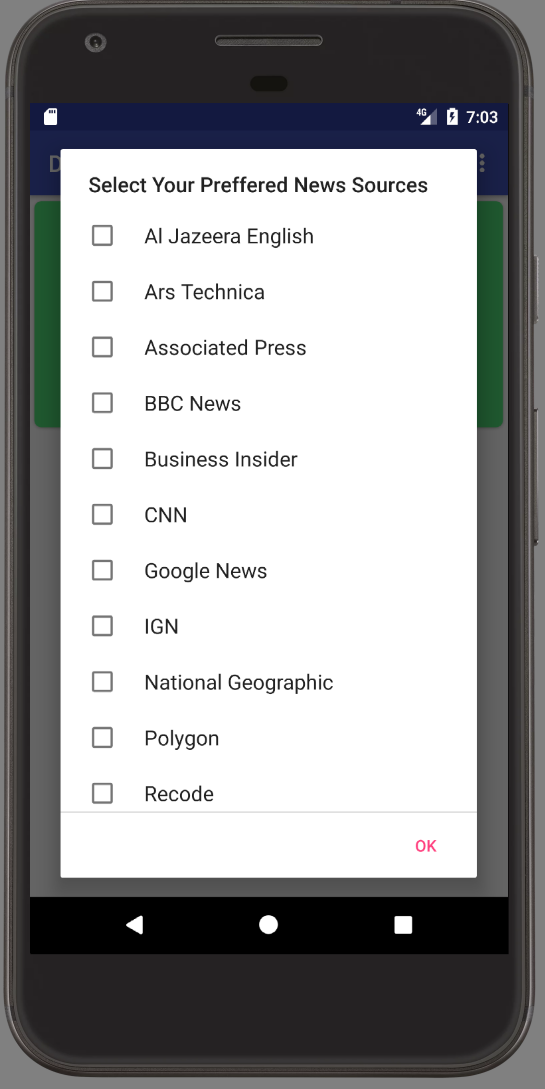 4G 7:03
D
Select Your Preffered News Sources
Al Jazeera English
Ars Technica
Associated Press
BBC News
Business Insider
CNN
Google News
IGN
National Geographic
Polygon
Recode
OK